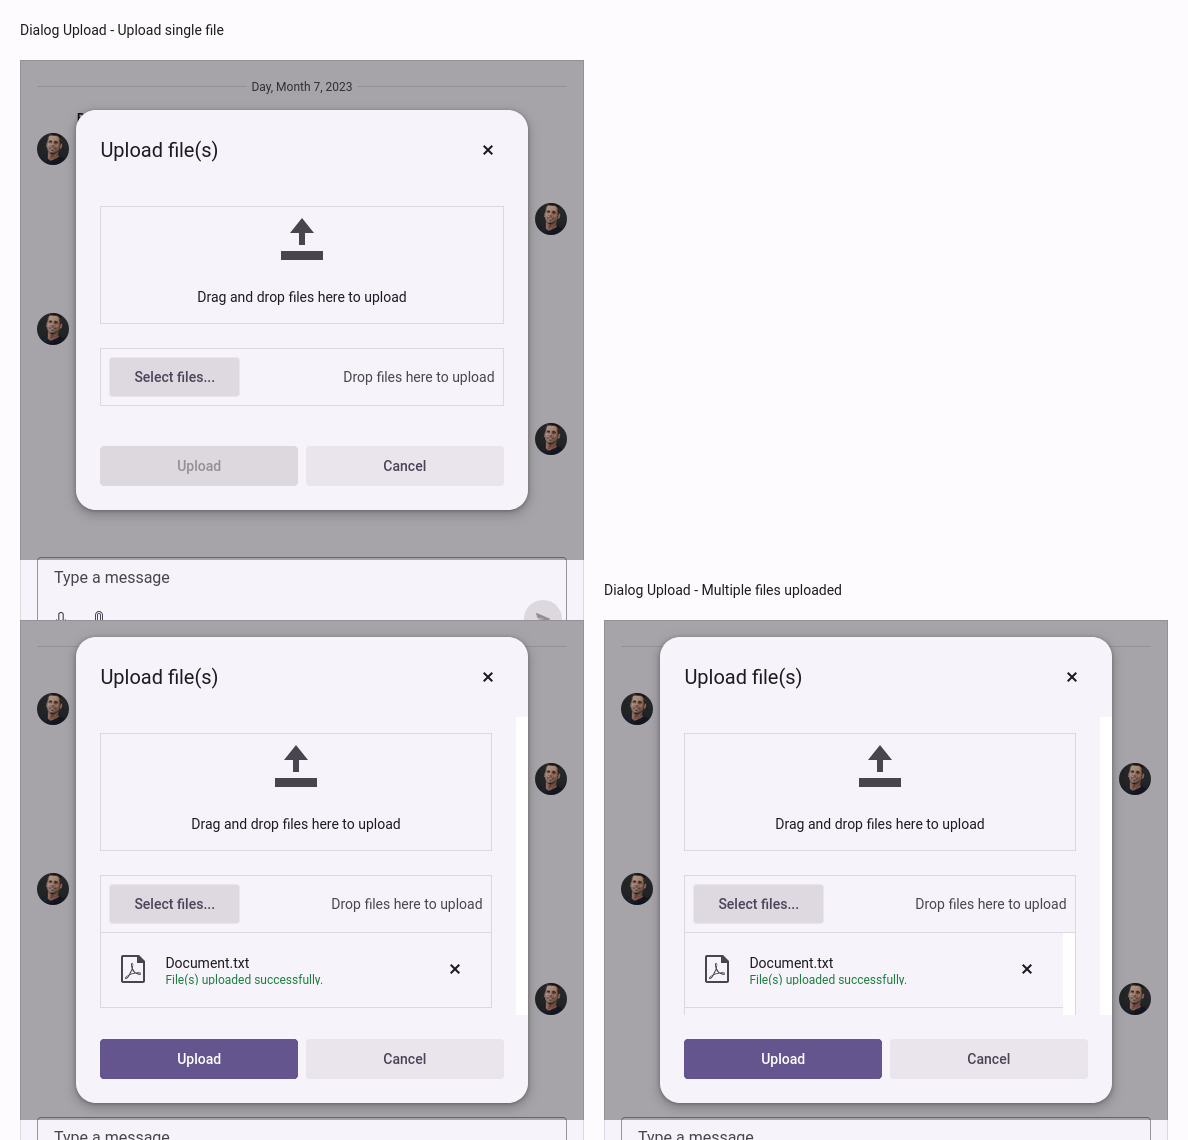 Dialog Upload - Upload single file
Day, Month 7, 2023
Upload file(s)
Drag and drop files here to upload
Select files...
Drop files here to upload
Upload
Cancel
Type a message
Upload file(s)
Drag and drop files here to upload
Select files...
Drop files here to upload
Document.txt
File(s) uploaded successfully.
Upload
Cancel
Type a message
Dialog Upload - Multiple files uploaded
Upload file(s)
Drag and drop files here to upload
Select files...
Drop files here to upload
Document.txt
File(s) uploaded successfully.
Upload
Cancel
Type a message